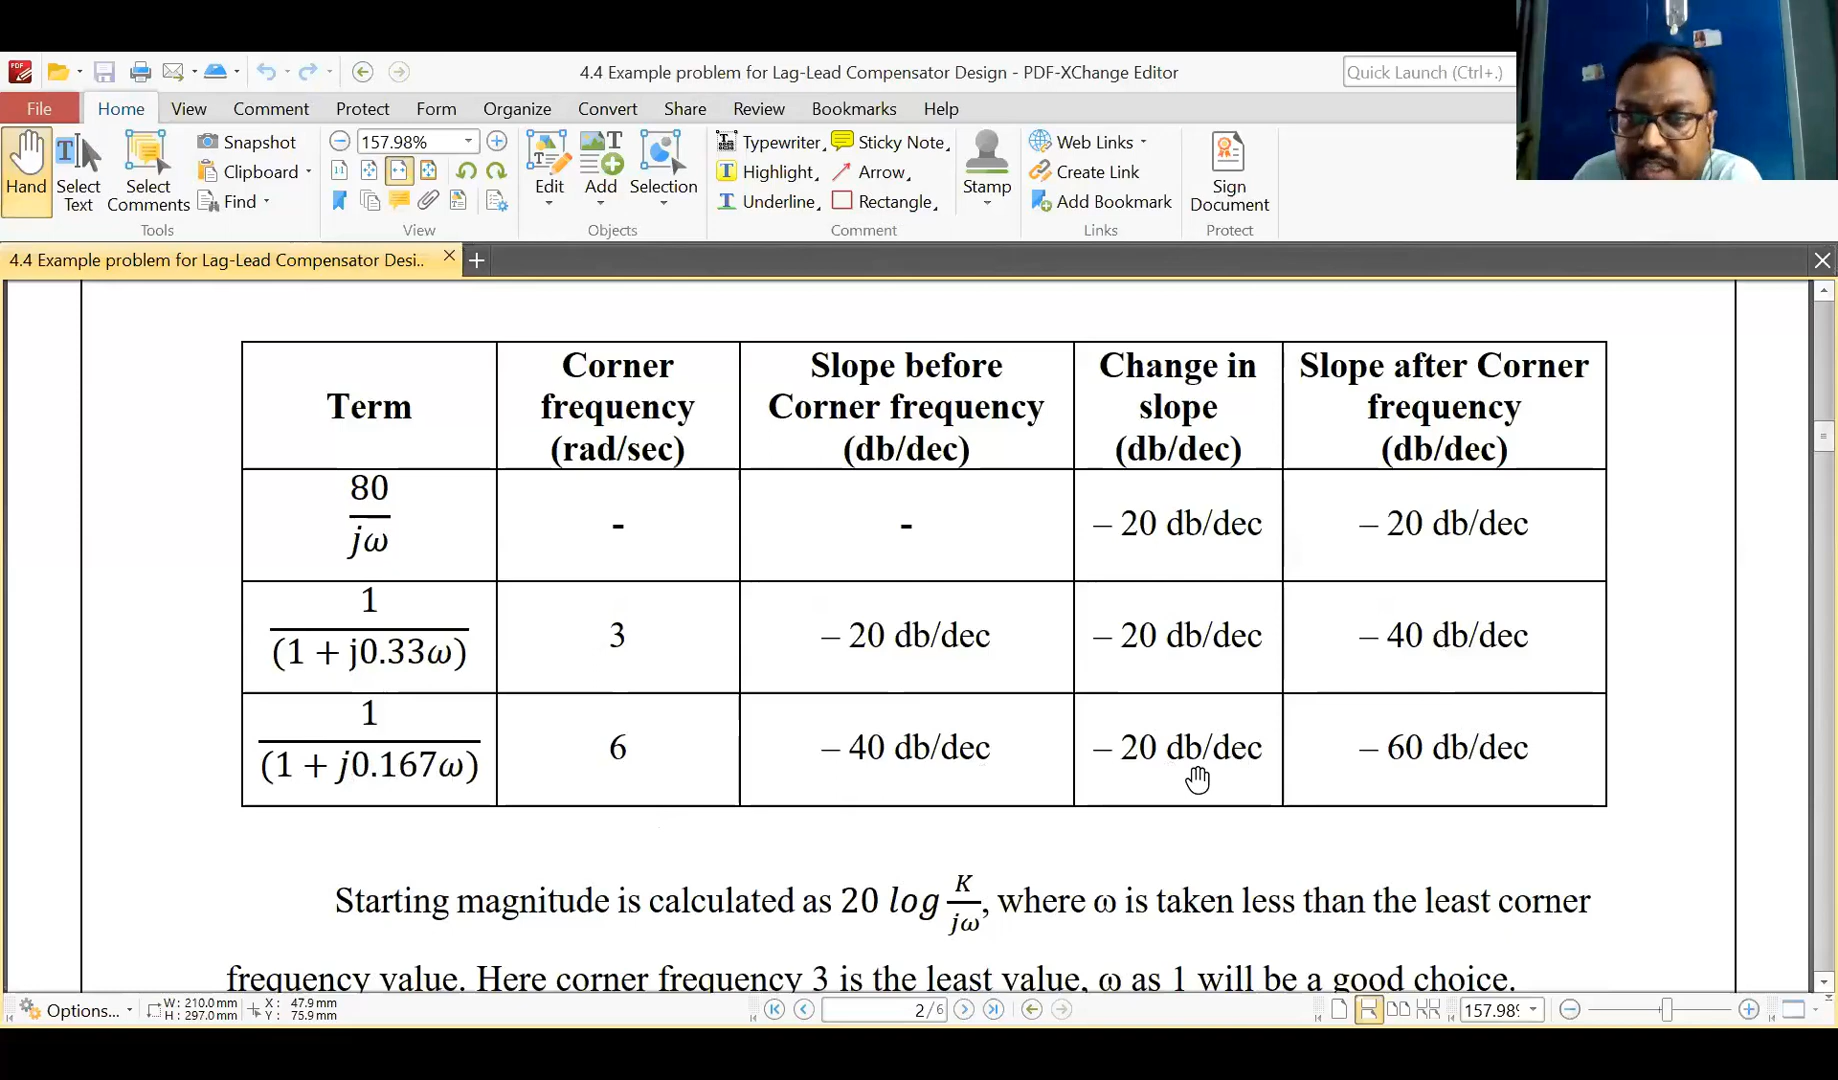 4.4 Example problem for Lag-Lead Compensator Design - PDF-XChange Editor
Quick Launch (Ctrl+.)
File Home View Comment Protect Form Organize Convert Share Review Bookmarks Help
Hand
Select Text
Select Comments
Snapshot
Clipboard
Find
Tools
157.98%
View
Edit
Add
Selection
Objects
Typewriter
Highlight
Underline
Sticky Note
Arrow
Rectangle
Stamp
Comment
Web Links
Create Link
Add Bookmark
Links
Sign Document
Protect
4.4 Example problem for Lag-Lead Compensator Desi..
Term
Corner frequency (rad/sec)
Slope before Corner frequency (db/dec)
Change in slope (db/dec)
Slope after Corner frequency (db/dec)
80/jω - - – 20 db/dec – 20 db/dec
1/(1 + j0.33ω) 3 – 20 db/dec – 20 db/dec – 40 db/dec
1/(1 + j0.167ω) 6 – 40 db/dec – 20 db/dec – 60 db/dec
Starting magnitude is calculated as 20 log K/jω, where ω is taken less than the least corner
frequency value. Here corner frequency 3 is the least value, ω as 1 will be a good choice.
Options...
W: 210.0 mm
H: 297.0 mm
X: 47.9 mm
Y: 75.9 mm
2/6
157.98%